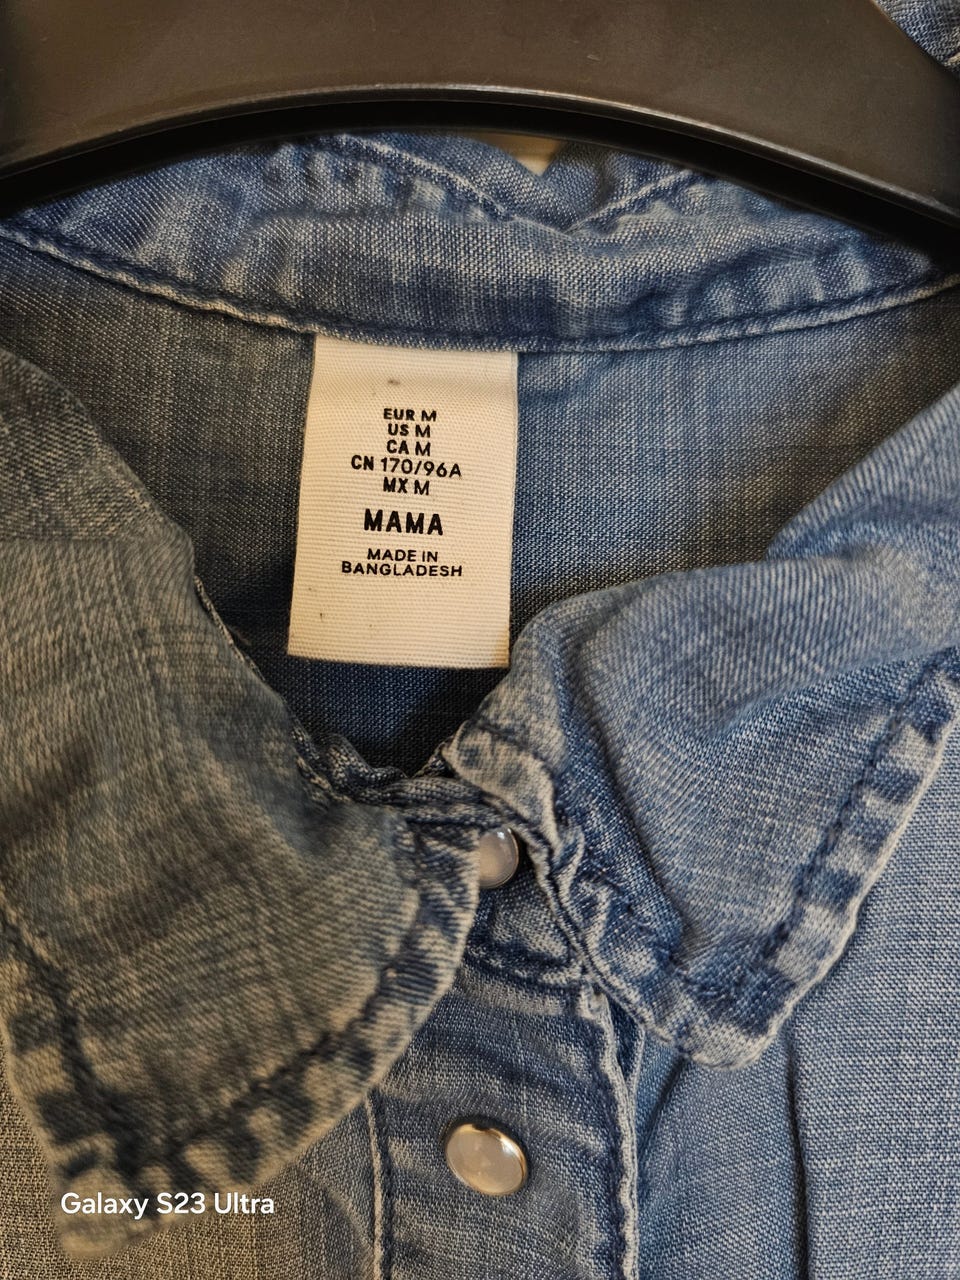 EUR M
US M
CA M
CN 170/96A
MX M
MAMA
MADE IN
BANGLADESH
Galaxy S23 Ultra